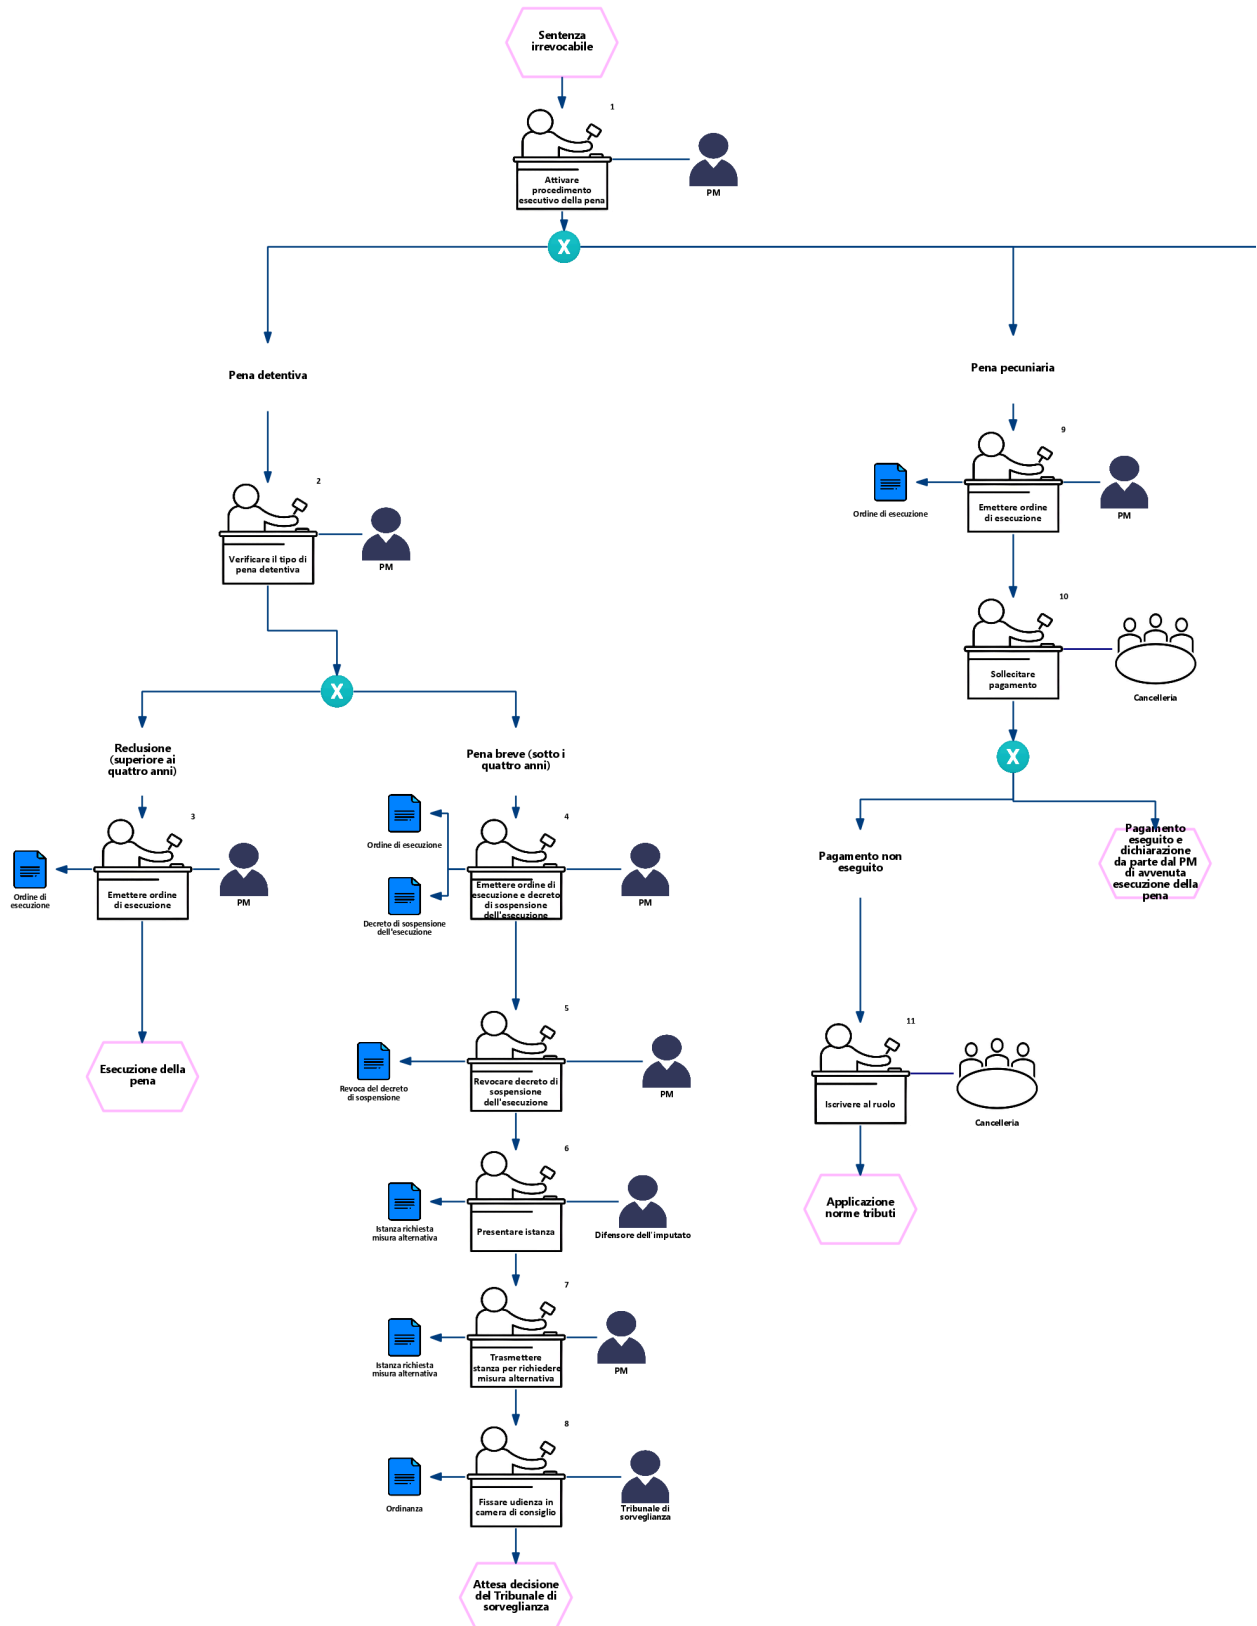 Sentenza
irrevocabile
1
Attivare
procedimento
esecutivo della pena
PM
X
Pena detentiva
2
Verificare il tipo di
pena detentiva
PM
X
Reclusione
(superiore ai
quattro anni)
3
Emettere ordine
di esecuzione
Ordine di
esecuzione
PM
Esecuzione della
pena
Pena breve (sotto i
quattro anni)
4
Emettere ordine di
esecuzione e decreto
di sospensione
dell'esecuzione
Ordine di esecuzione
Decreto di sospensione
dell'esecuzione
PM
5
Revocare decreto di
sospensione
dell'esecuzione
Revoca del decreto
di sospensione
PM
6
Presentare istanza
Istanza richiesta
misura alternativa
Difensore dell'imputato
7
Trasmettere
stanza per richiedere
misura alternativa
Istanza richiesta
misura alternativa
PM
8
Fissare udienza in
camera di consiglio
Ordinanza
Tribunale di
sorveglianza
Attesa decisione
del Tribunale di
sorveglianza
Pena pecuniaria
9
Emettere ordine
di esecuzione
Ordine di esecuzione
PM
10
Sollecitare
pagamento
Cancelleria
X
Pagamento non
eseguito
Pagamento
eseguito e
dichiarazione
da parte dal PM
di avvenuta
esecuzione della
pena
11
Iscrivere al ruolo
Cancelleria
Applicazione
norme tributi